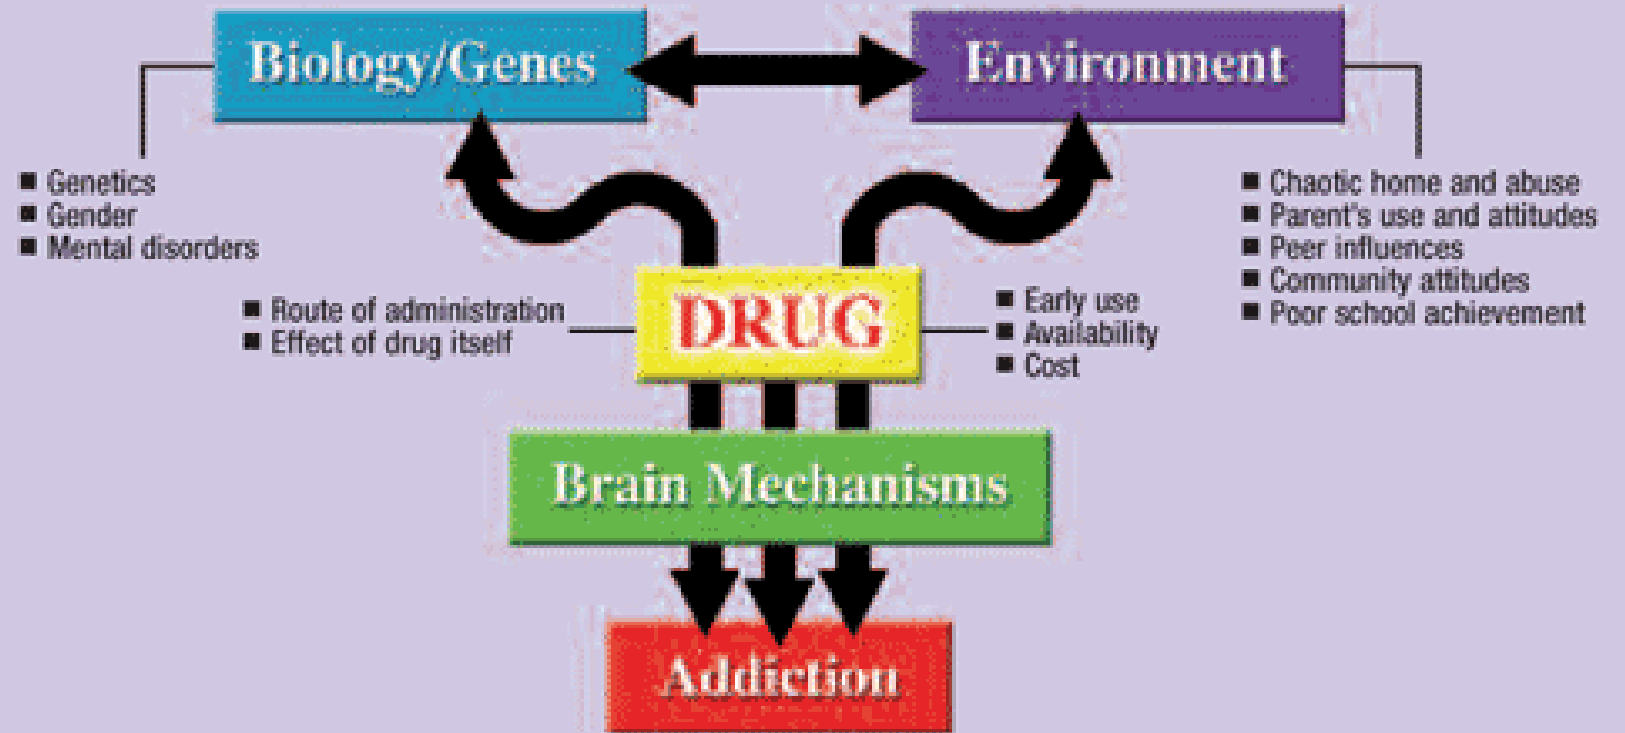 Biology/Genes
Environment
■ Genetics
■ Gender
■ Mental disorders
■ Chaotic home and abuse
■ Parent's use and attitudes
■ Peer influences
■ Community attitudes
■ Poor school achievement
■ Route of administration
■ Effect of drug itself
DRUG
■ Early use
■ Availability
■ Cost
Brain Mechanisms
Addiction